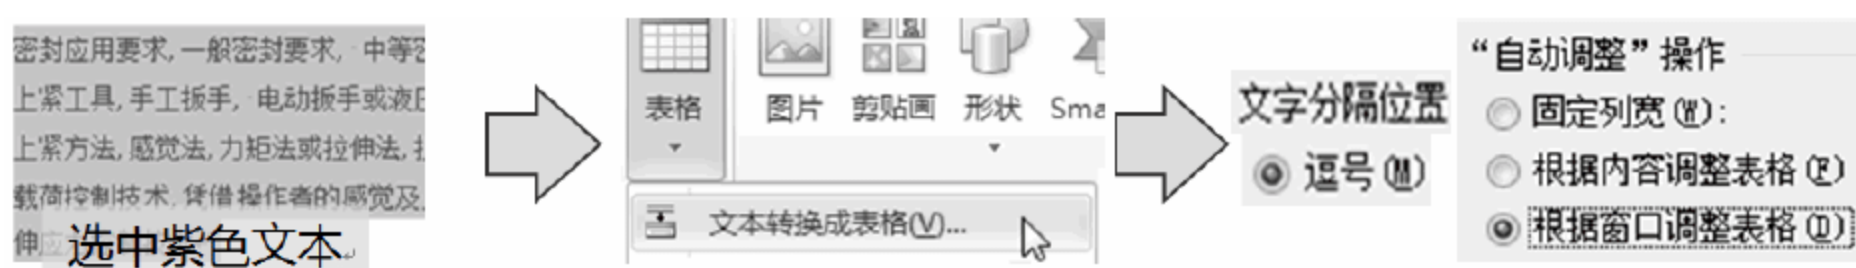 密封应用要求, 一般密封要求, 中等密
上紧工具, 手工扳手, 电动扳手或液压
上紧方法, 感觉法, 力矩法或拉伸法,
载荷控制技术, 凭借操作者的感觉及
伸应
选中紫色文本
表格
图片
剪贴画
形状
Sma
文本转换成表格(V)...
文字分隔位置
逗号(M)
“自动调整”操作
固定列宽(W):
根据内容调整表格(F)
根据窗口调整表格(D)